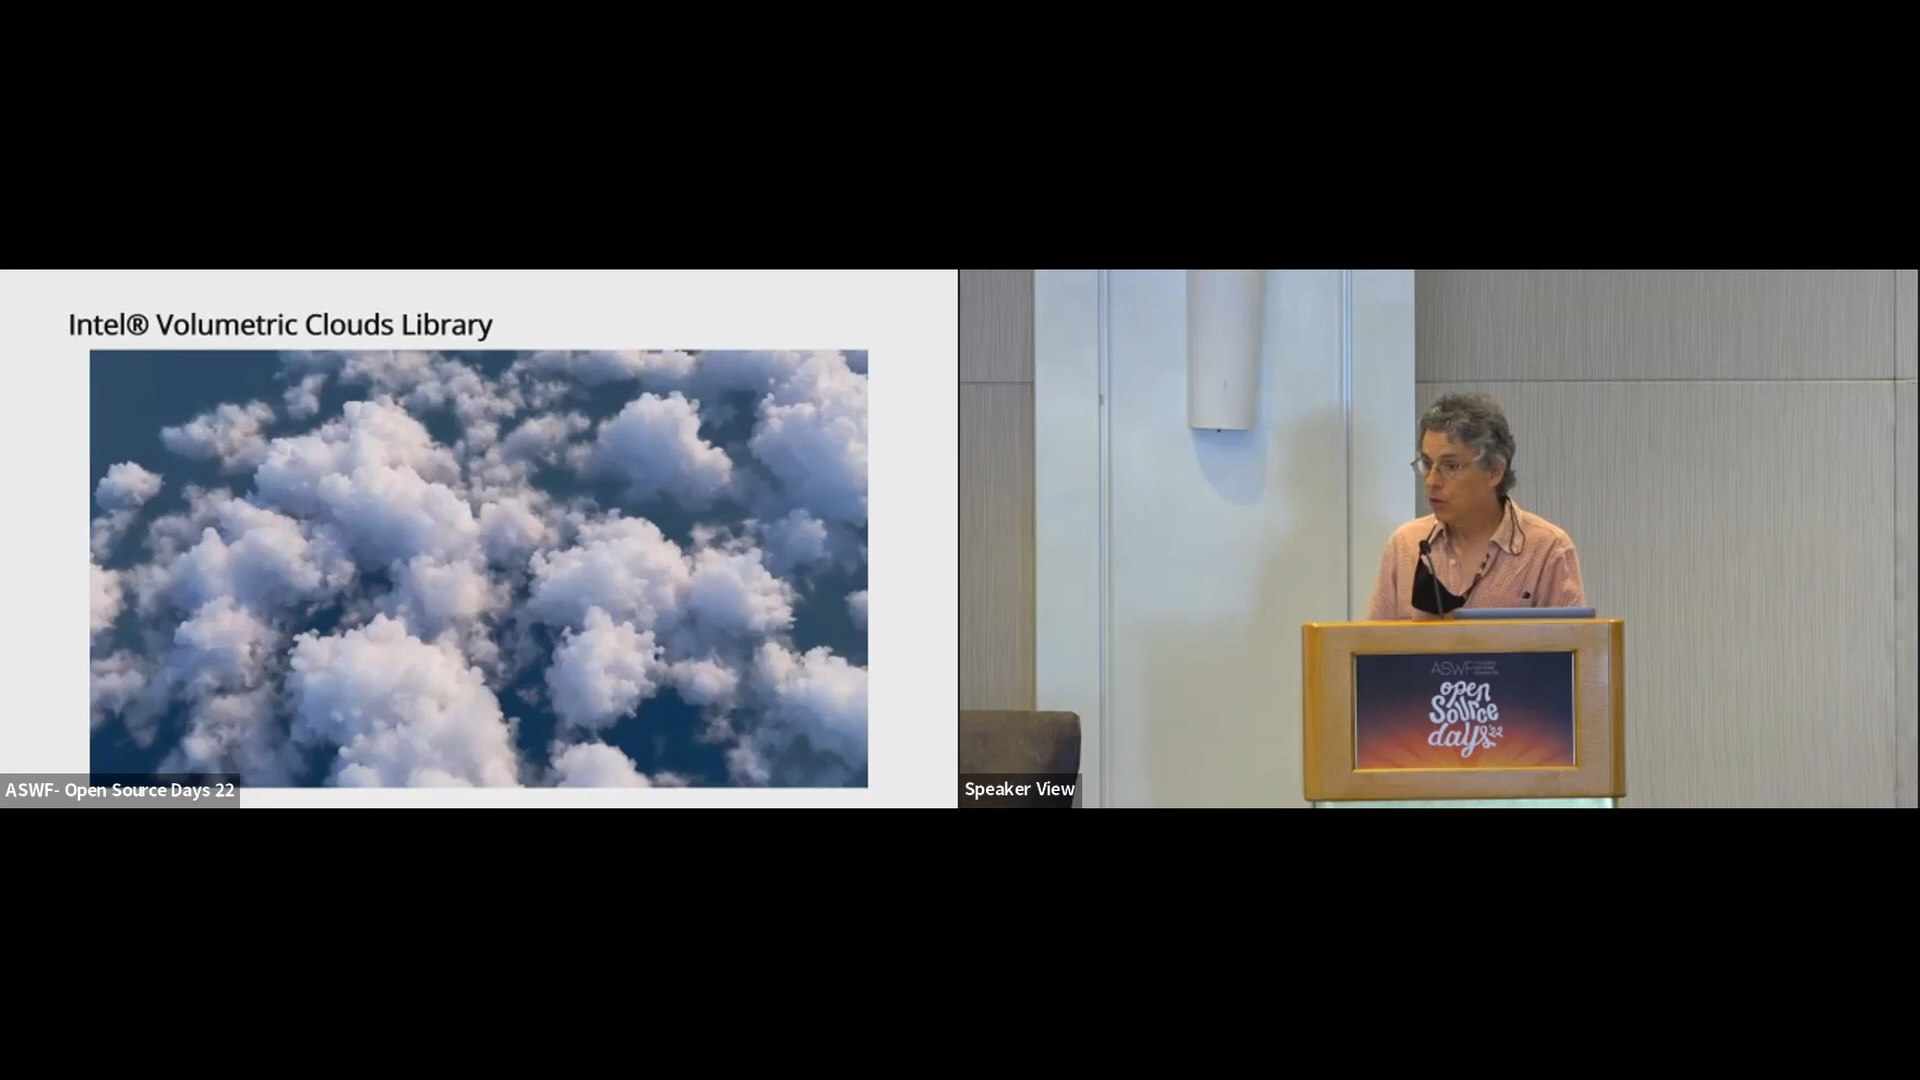 Intel® Volumetric Clouds Library
ASWF- Open Source Days 22
Speaker View
ASWF
open
Source
days'22